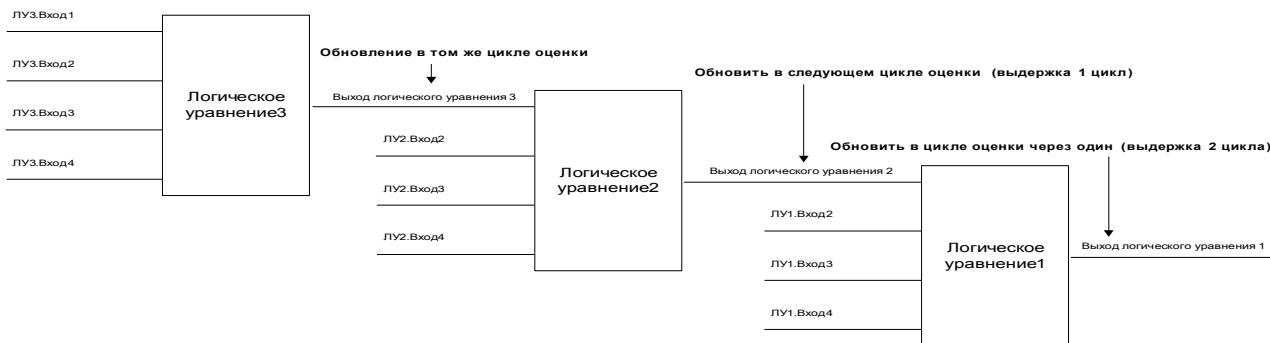 ЛУ3.Вход1
ЛУ3.Вход2
ЛУ3.Вход3
ЛУ3.Вход4
Логическое
уравнение3
Обновление в том же цикле оценки
Выход логического уравнения 3
ЛУ2.Вход2
ЛУ2.Вход3
ЛУ2.Вход4
Логическое
уравнение2
Обновить в следующем цикле оценки (выдержка 1 цикл)
Выход логического уравнения 2
ЛУ1.Вход2
ЛУ1.Вход3
ЛУ1.Вход4
Логическое
уравнение1
Обновить в цикле оценки через один (выдержка 2 цикла)
Выход логического уравнения 1